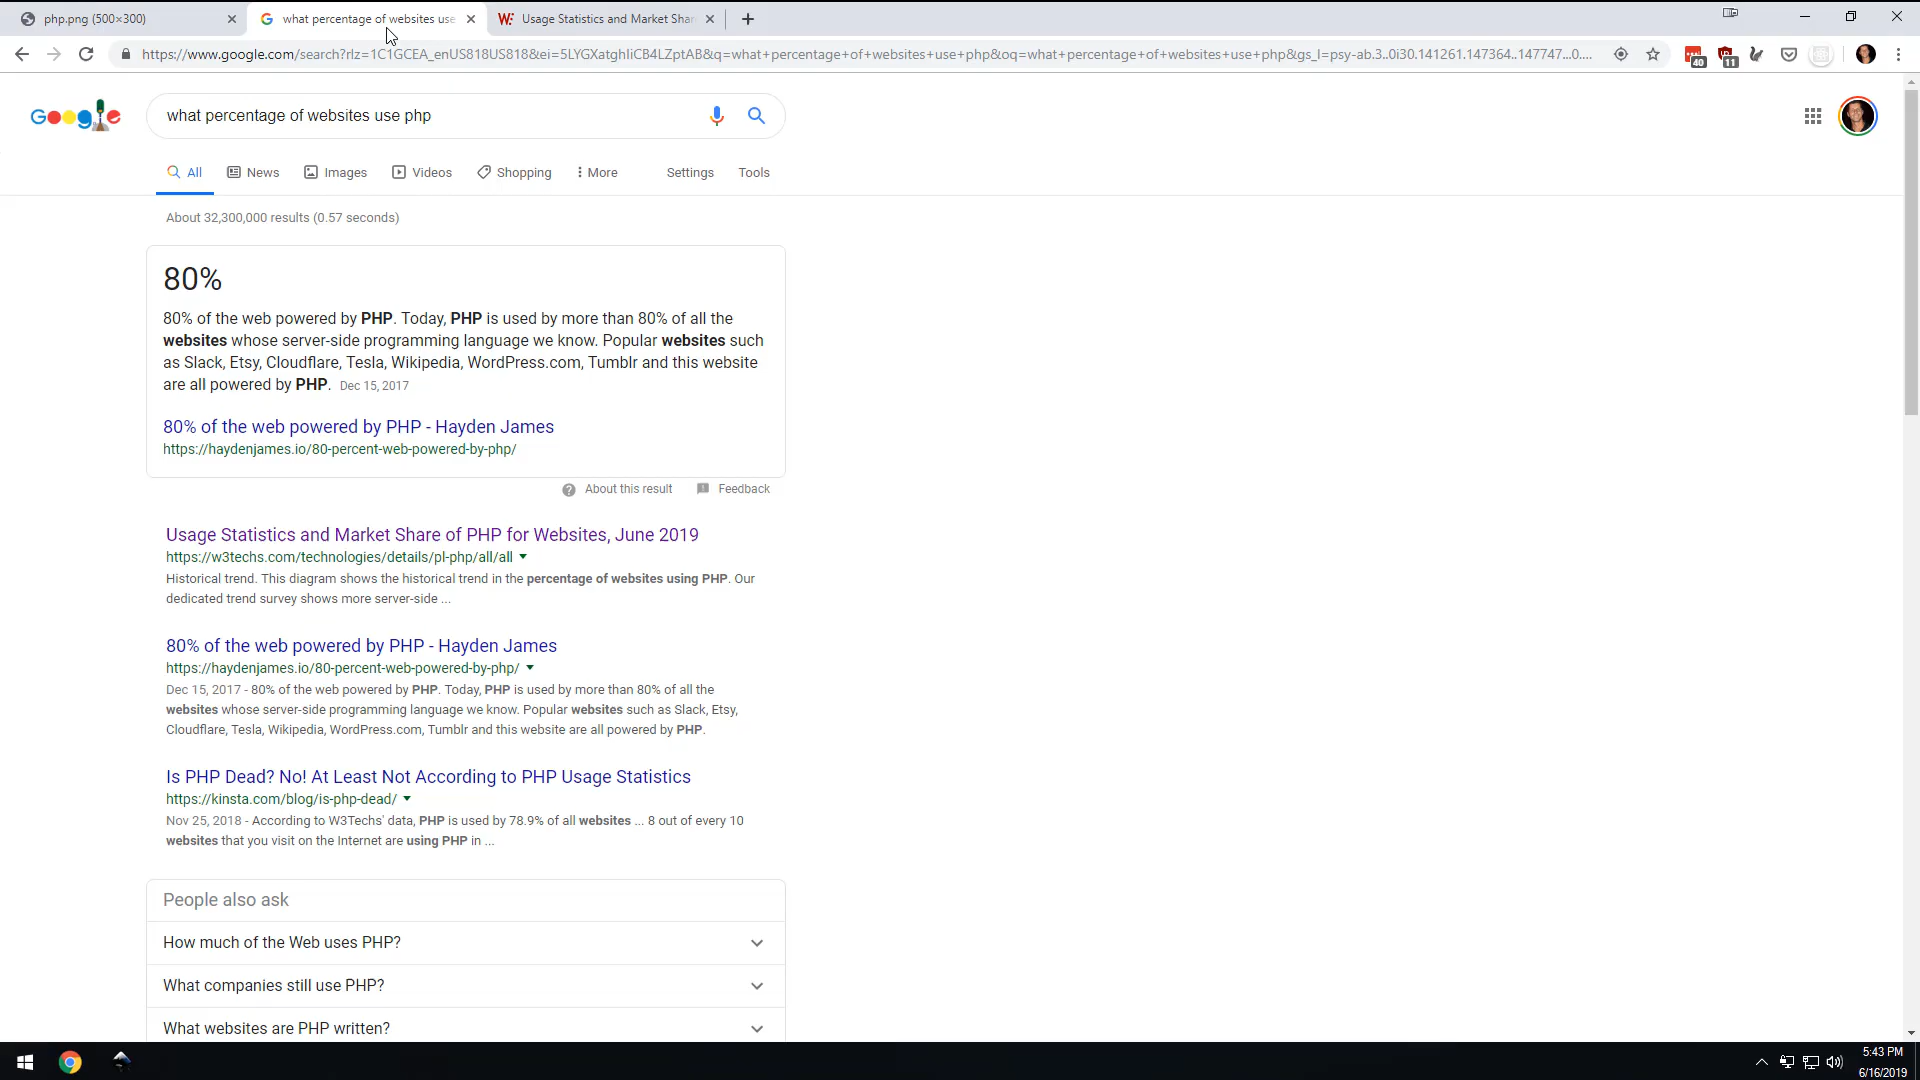 php.png (500×300)
what percentage of websites use
Usage Statistics and Market Shar
https://www.google.com/search?rlz=1C1GCEA_enUS818US818&ei=5LYGXatghIiCB4LZptAB&q=what+percentage+of+websites+use+php&oq=what+percentage+of+websites+use+php&gs_l=psy-ab.3..0i30.141261.147364..147747...0....
40
11
Google
what percentage of websites use php
All
News
Images
Videos
Shopping
More
Settings
Tools
About 32,300,000 results (0.57 seconds)
80%
80% of the web powered by PHP. Today, PHP is used by more than 80% of all the
websites whose server-side programming language we know. Popular websites such
as Slack, Etsy, Cloudflare, Tesla, Wikipedia, WordPress.com, Tumblr and this website
are all powered by PHP. Dec 15, 2017
80% of the web powered by PHP - Hayden James
https://haydenjames.io/80-percent-web-powered-by-php/
About this result
Feedback
Usage Statistics and Market Share of PHP for Websites, June 2019
https://w3techs.com/technologies/details/pl-php/all/all
Historical trend. This diagram shows the historical trend in the percentage of websites using PHP. Our
dedicated trend survey shows more server-side ...
80% of the web powered by PHP - Hayden James
https://haydenjames.io/80-percent-web-powered-by-php/
Dec 15, 2017 - 80% of the web powered by PHP. Today, PHP is used by more than 80% of all the
websites whose server-side programming language we know. Popular websites such as Slack, Etsy,
Cloudflare, Tesla, Wikipedia, WordPress.com, Tumblr and this website are all powered by PHP.
Is PHP Dead? No! At Least Not According to PHP Usage Statistics
https://kinsta.com/blog/is-php-dead/
Nov 25, 2018 - According to W3Techs' data, PHP is used by 78.9% of all websites ... 8 out of every 10
websites that you visit on the Internet are using PHP in ...
People also ask
How much of the Web uses PHP?
What companies still use PHP?
What websites are PHP written?
5:43 PM
6/16/2019